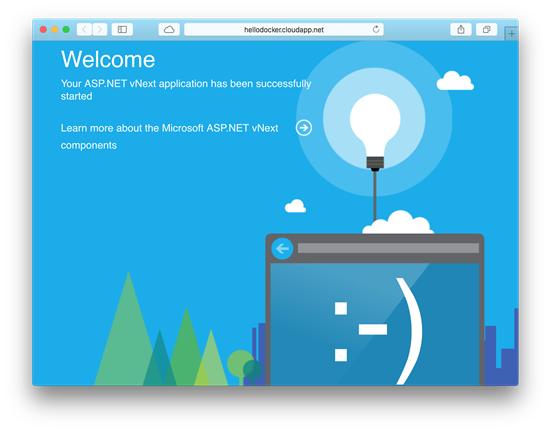 hellodocker.cloudapp.net
Welcome
Your ASP.NET vNext application has been successfully
started
Learn more about the Microsoft ASP.NET vNext
components
:-)